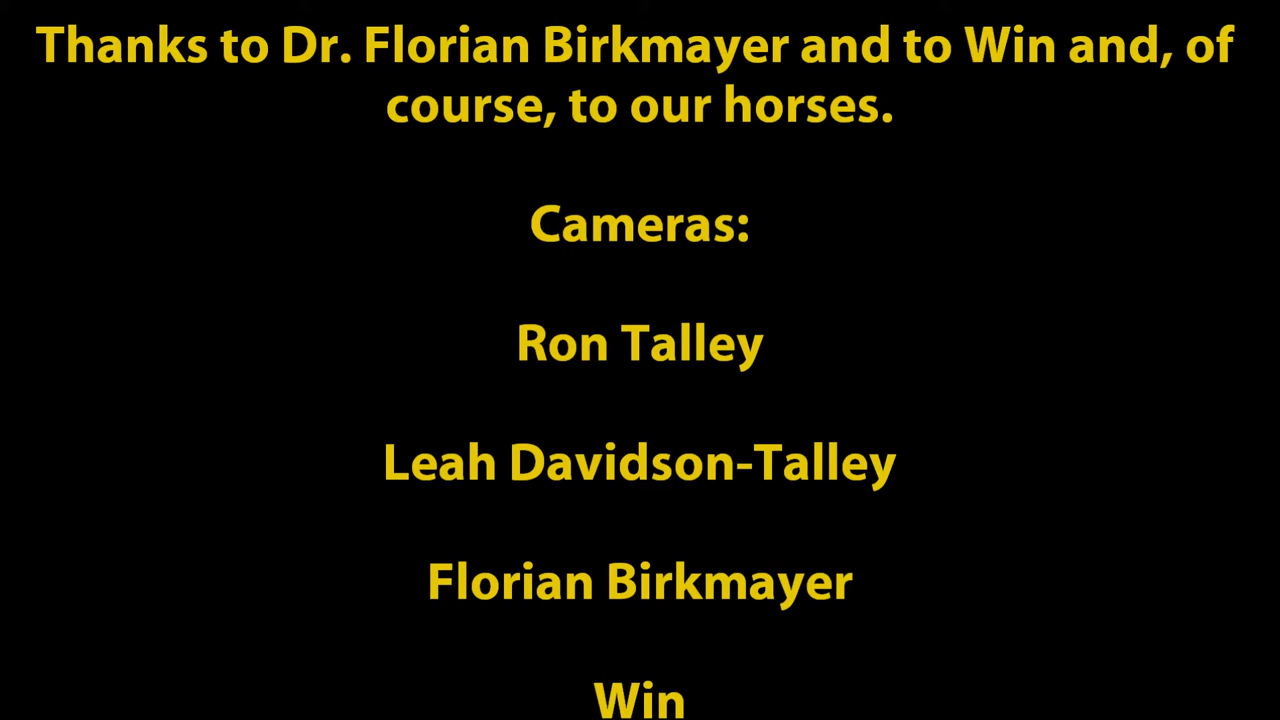 Thanks to Dr. Florian Birkmayer and to Win and, of
course, to our horses.
Cameras:
Ron Talley
Leah Davidson-Talley
Florian Birkmayer
Win